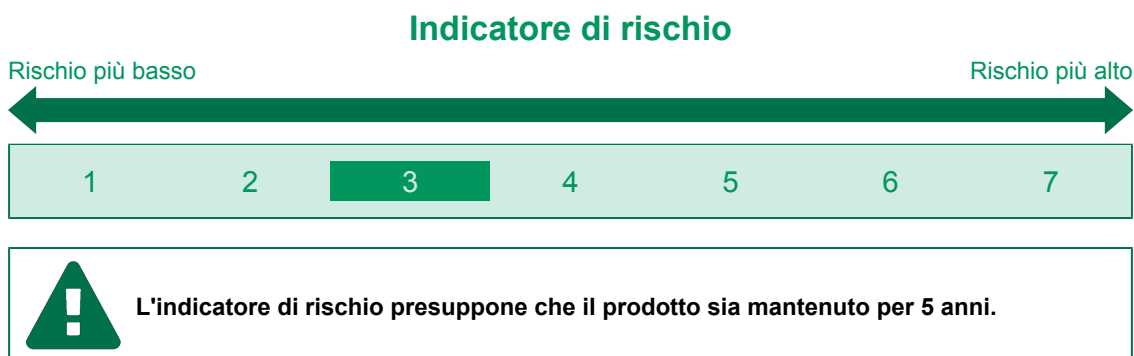 Indicatore di rischio
Rischio più basso Rischio più alto
1 2 3 4 5 6 7
L'indicatore di rischio presuppone che il prodotto sia mantenuto per 5 anni.